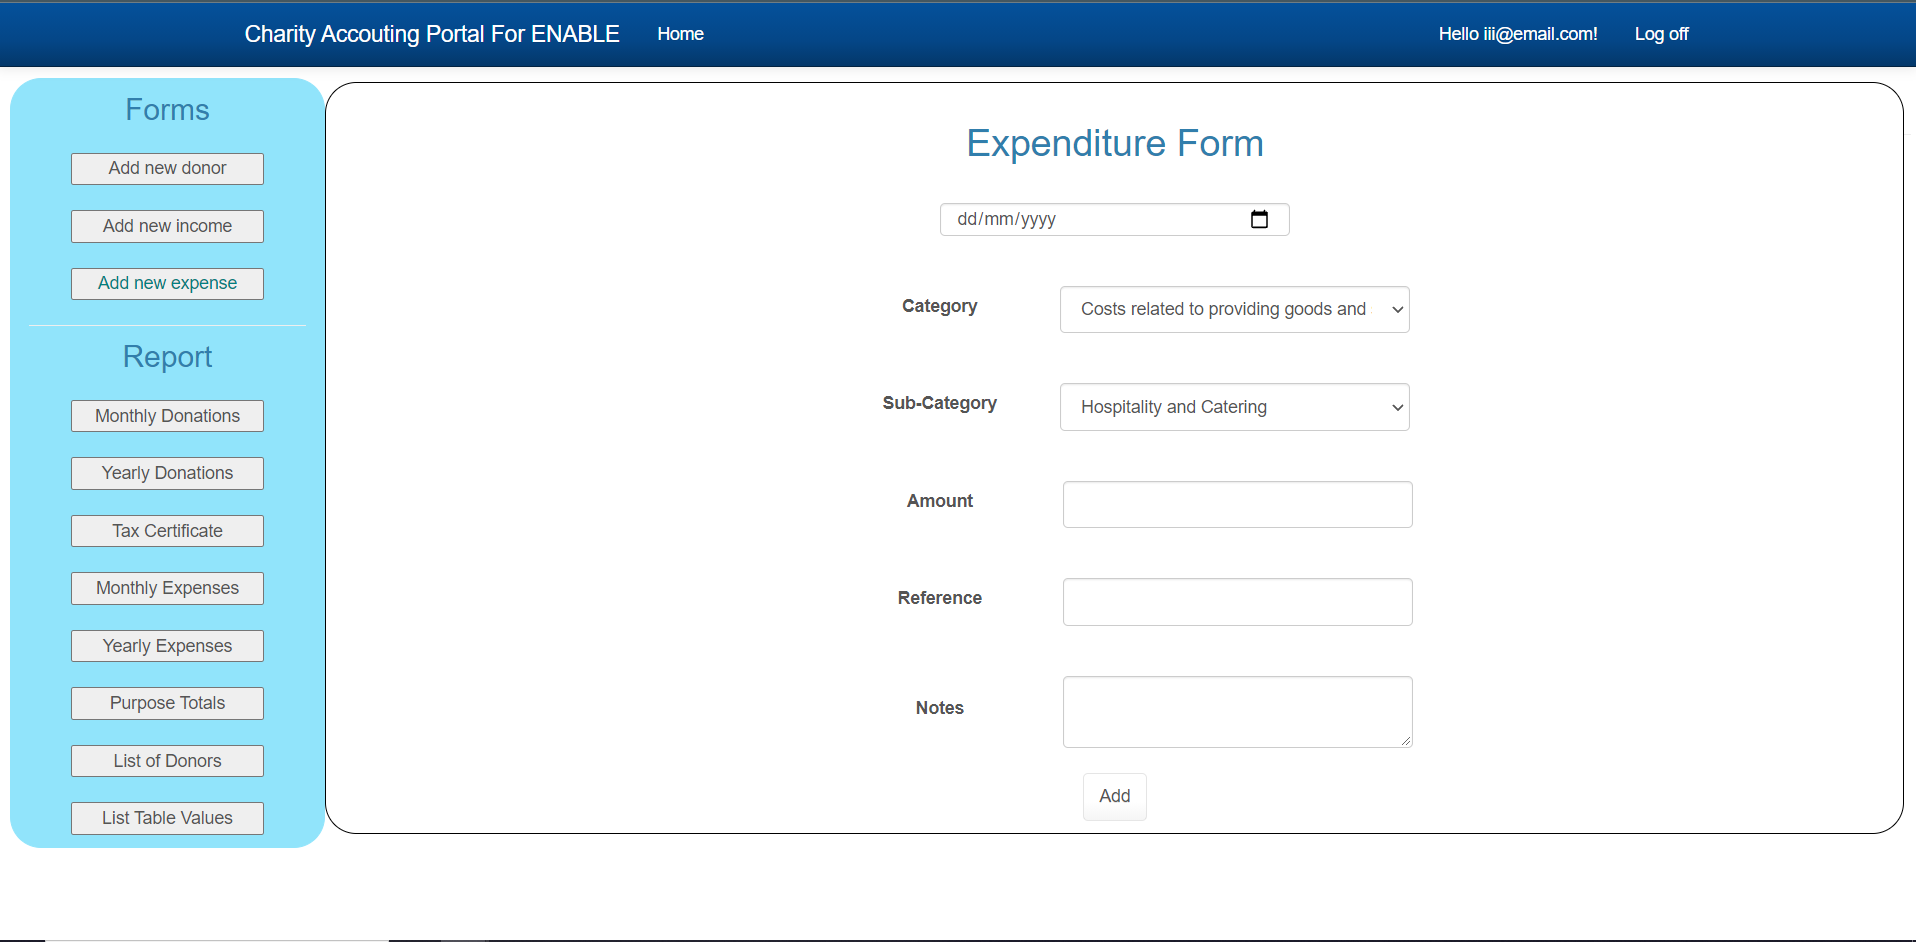 Charity Accouting Portal For ENABLE Home Hello iii@email.com! Log off
Forms
Add new donor
Add new income
Add new expense
Report
Monthly Donations
Yearly Donations
Tax Certificate
Monthly Expenses
Yearly Expenses
Purpose Totals
List of Donors
List Table Values
Expenditure Form
dd/mm/yyyy
Category Costs related to providing goods and
Sub-Category Hospitality and Catering
Amount
Reference
Notes
Add